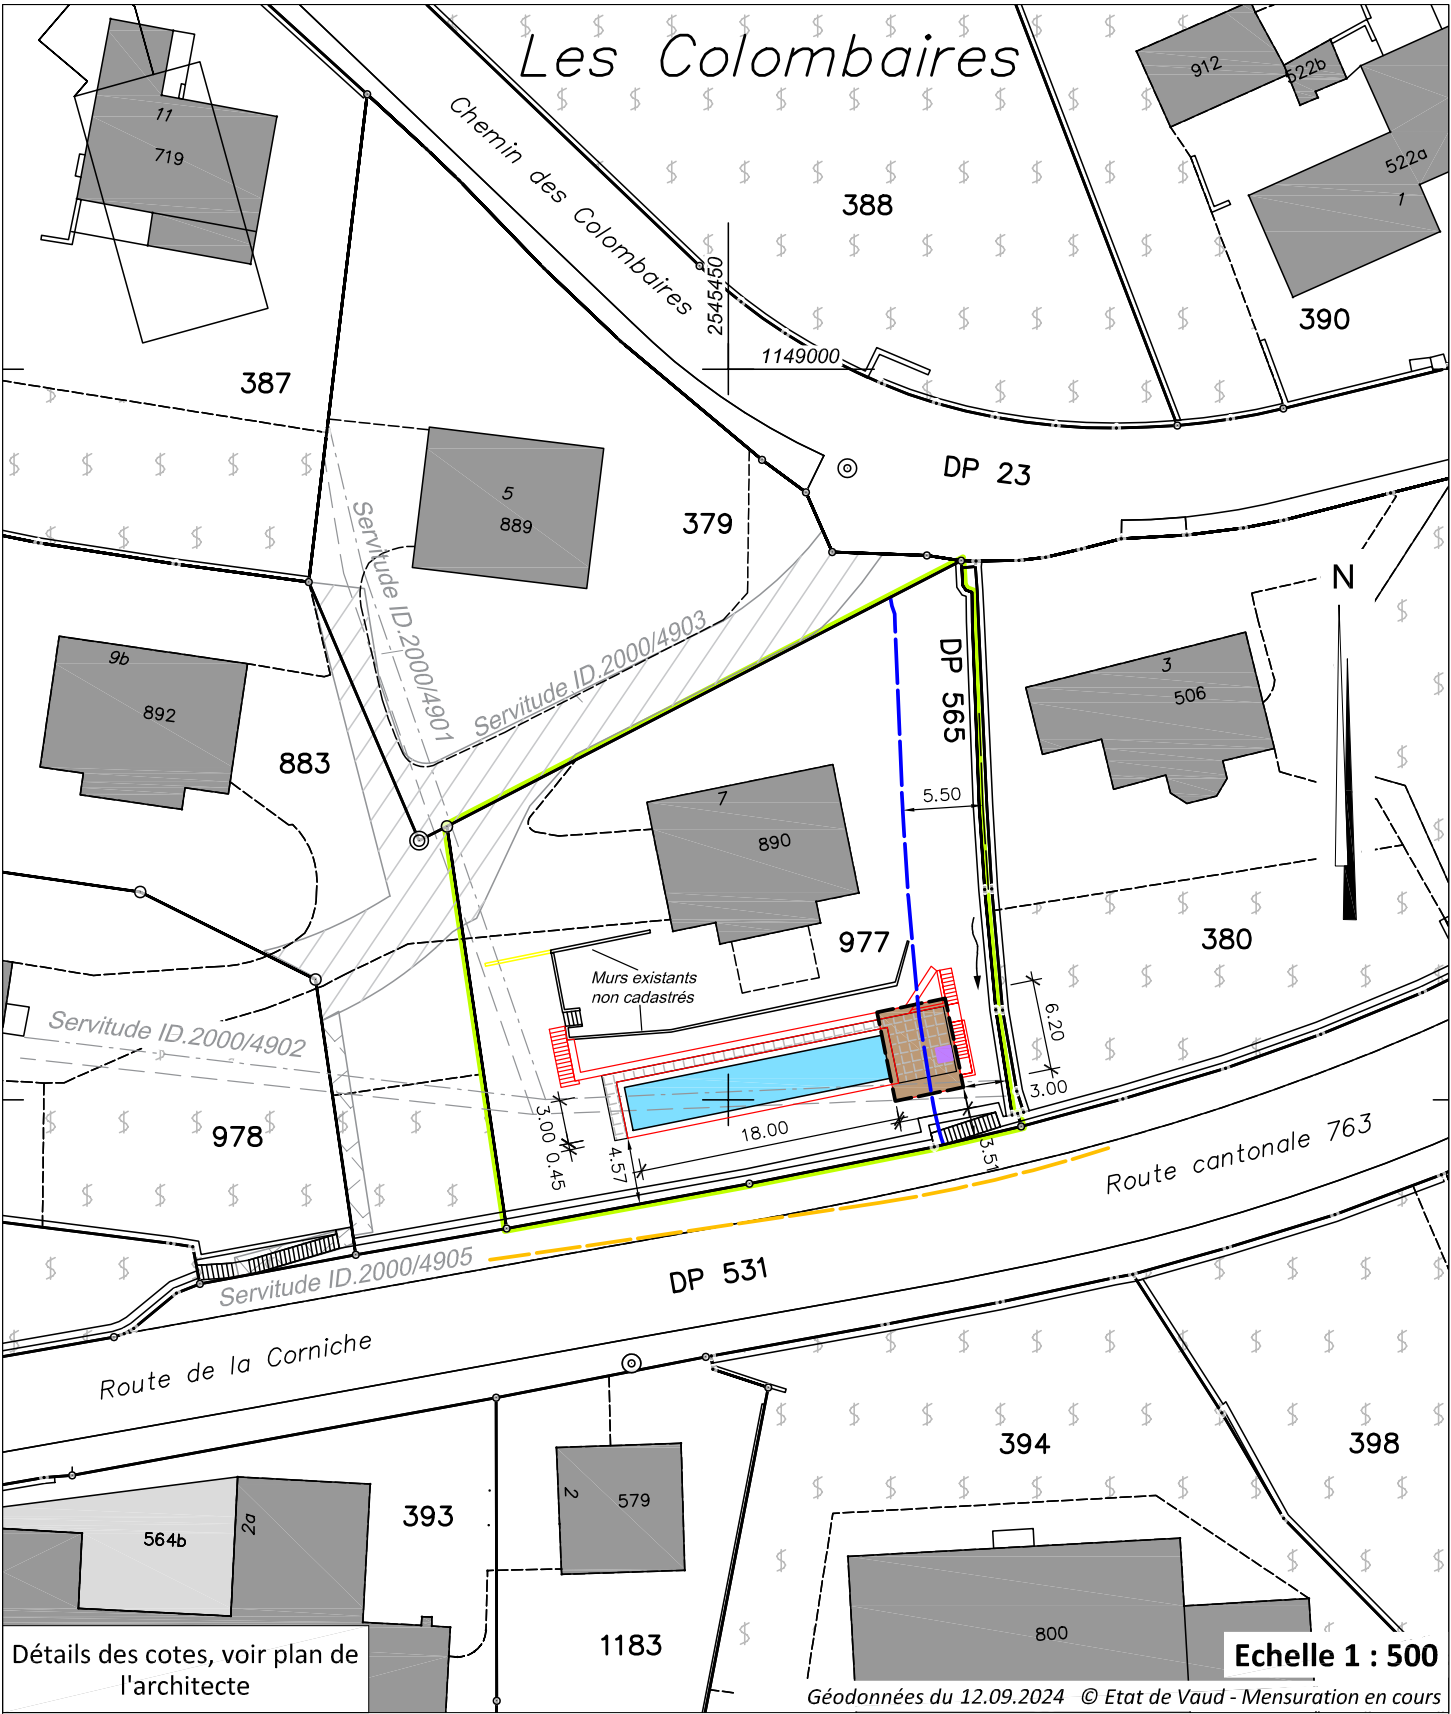 Les Colombaires
Chemin des Colombaires
11
719
912
522b
522a
1
388
390
2545450
1149000
387
5
889
379
DP 23
N
Servitude ID.2000/4901
Servitude ID.2000/4903
9b
892
883
DP 565
3
506
7
890
5.50
977
380
Murs existants
non cadastrés
6.20
3.00
Servitude ID.2000/4902
978
3.00
0.45
4.57
18.00
3.51
Route cantonale 763
Servitude ID.2000/4905
DP 531
Route de la Corniche
394
398
393
2
579
564b
2a
1183
800
Détails des cotes, voir plan de
l'architecte
Echelle 1 : 500
Géodonnées du 12.09.2024 © Etat de Vaud - Mensuration en cours